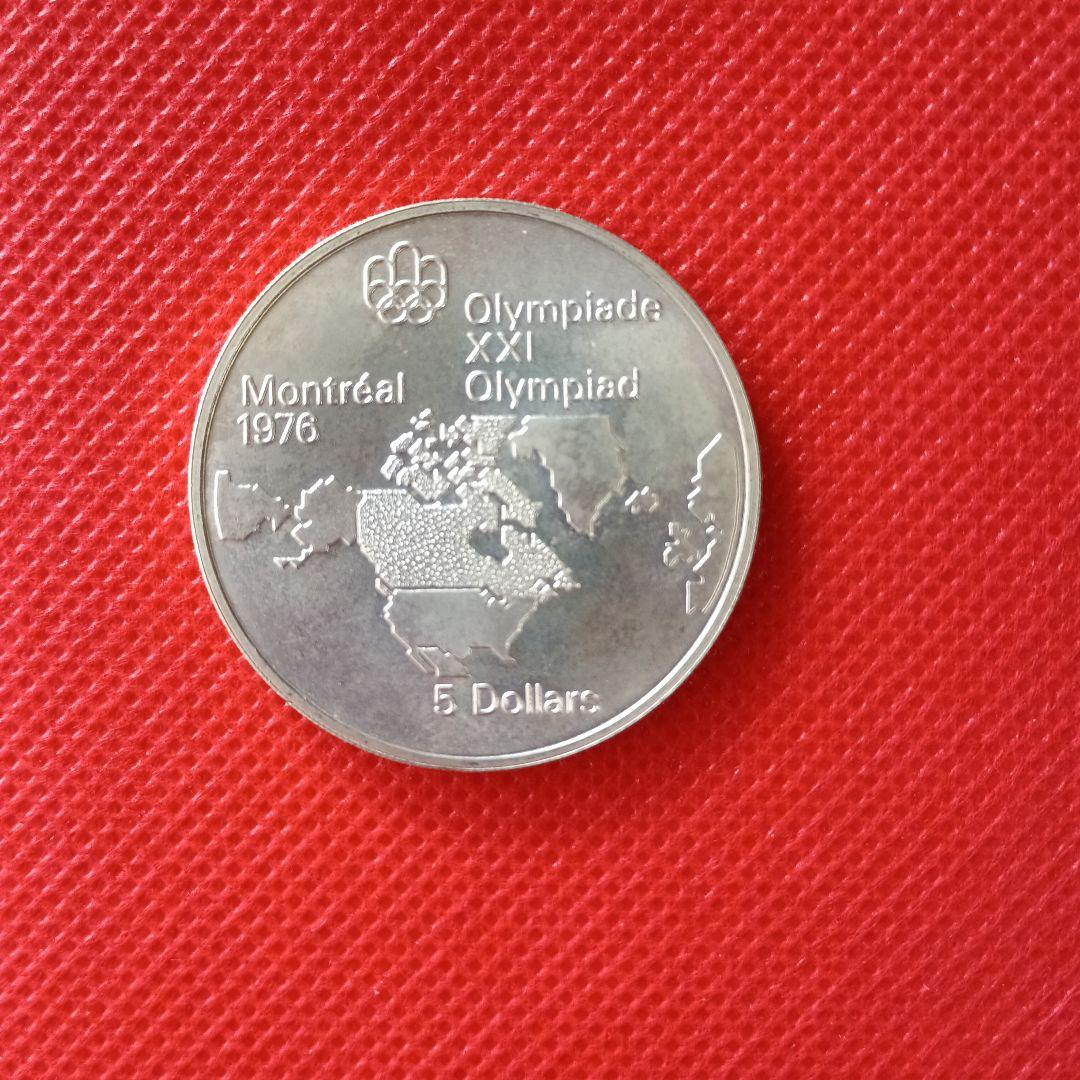 Olympiade
XXI
Olympiad
Montréal
1976
5 Dollars